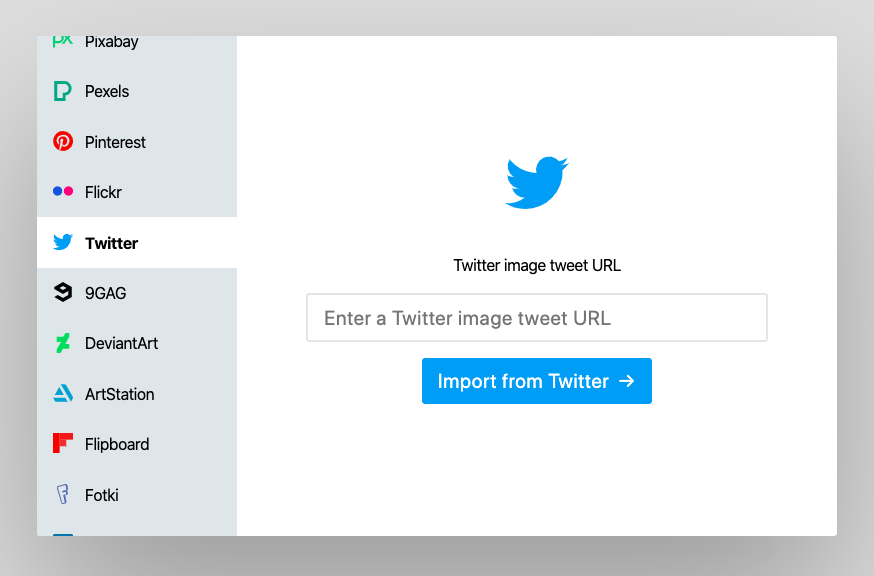 Pixabay
Pexels
Pinterest
Flickr
Twitter
9GAG
DeviantArt
ArtStation
Flipboard
Fotki
Twitter image tweet URL
Enter a Twitter image tweet URL
Import from Twitter →